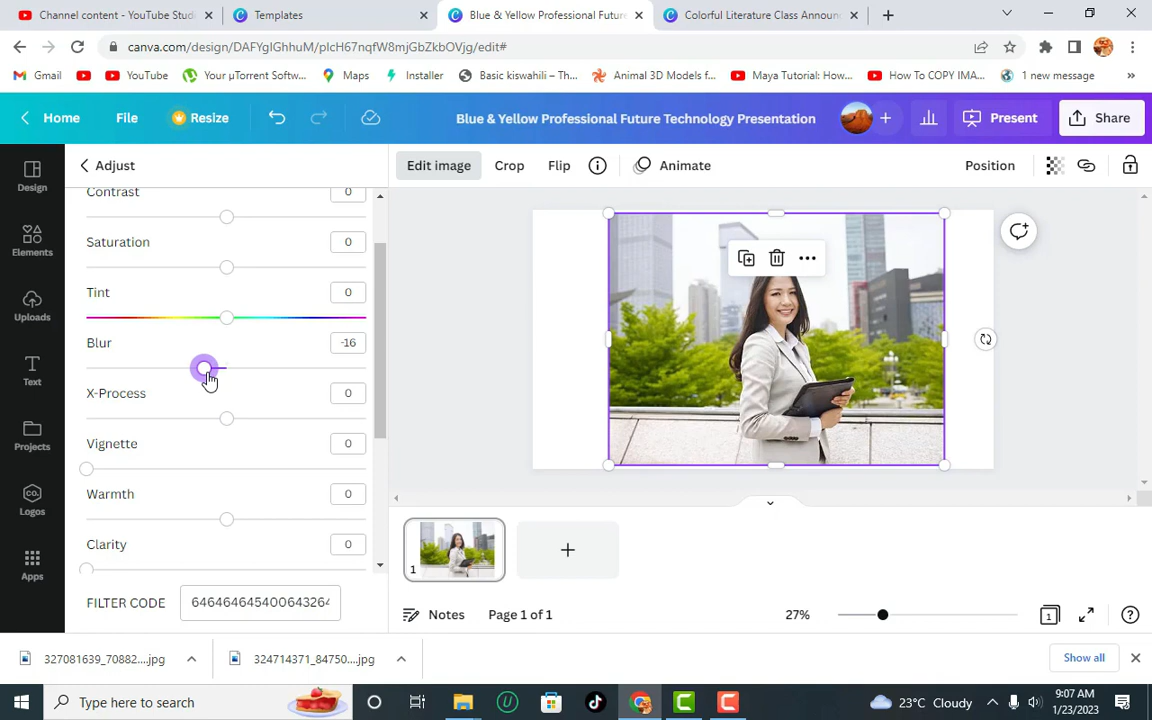 Channel content - YouTube Stud
Templates
Blue & Yellow Professional Future
Colorful Literature Class Announc
canva.com/design/DAFYgIGhhuM/pIcH67nqfW8mjGbZkbOVjg/edit#
Gmail
YouTube
Your µTorrent Softw...
Maps
Installer
Basic kiswahili – Th...
Animal 3D Models f...
Maya Tutorial: How...
How To COPY IMA...
1 new message
Home
File
Resize
Blue & Yellow Professional Future Technology Presentation
Present
Share
Design
Elements
Uploads
Text
Projects
Logos
Apps
Adjust
Edit image
Crop
Flip
Animate
Position
Contrast
0
Saturation
0
Tint
0
Blur
-16
X-Process
0
Vignette
0
Warmth
0
Clarity
0
FILTER CODE
1
Notes
Page 1 of 1
27%
1
327081639_70882....jpg
324714371_84750....jpg
Show all
Type here to search
23°C Cloudy
9:07 AM
1/23/2023